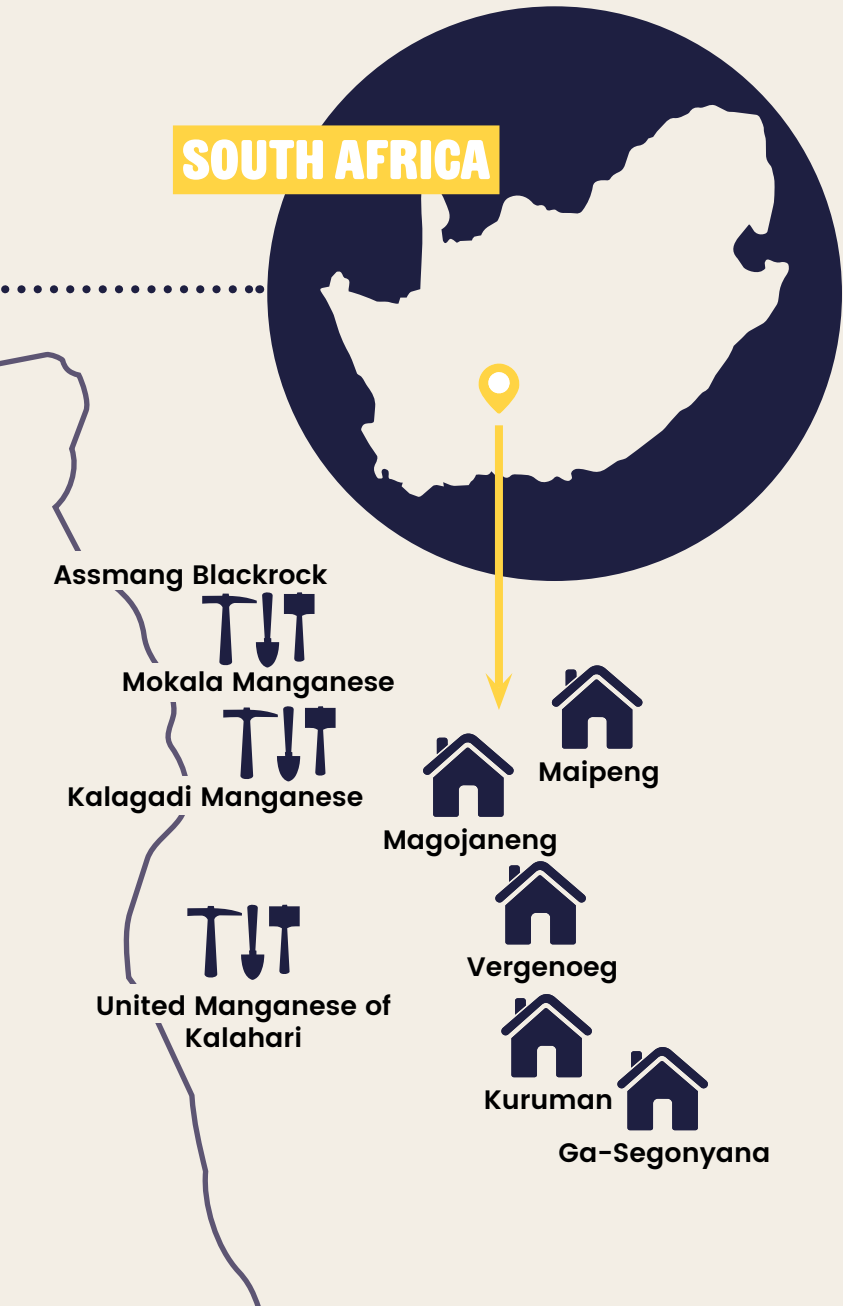 SOUTH AFRICA
Assmang Blackrock
Mokala Manganese
Kalagadi Manganese
Maipeng
Magojaneng
Vergenoeg
United Manganese of
Kalahari
Kuruman
Ga-Segonyana